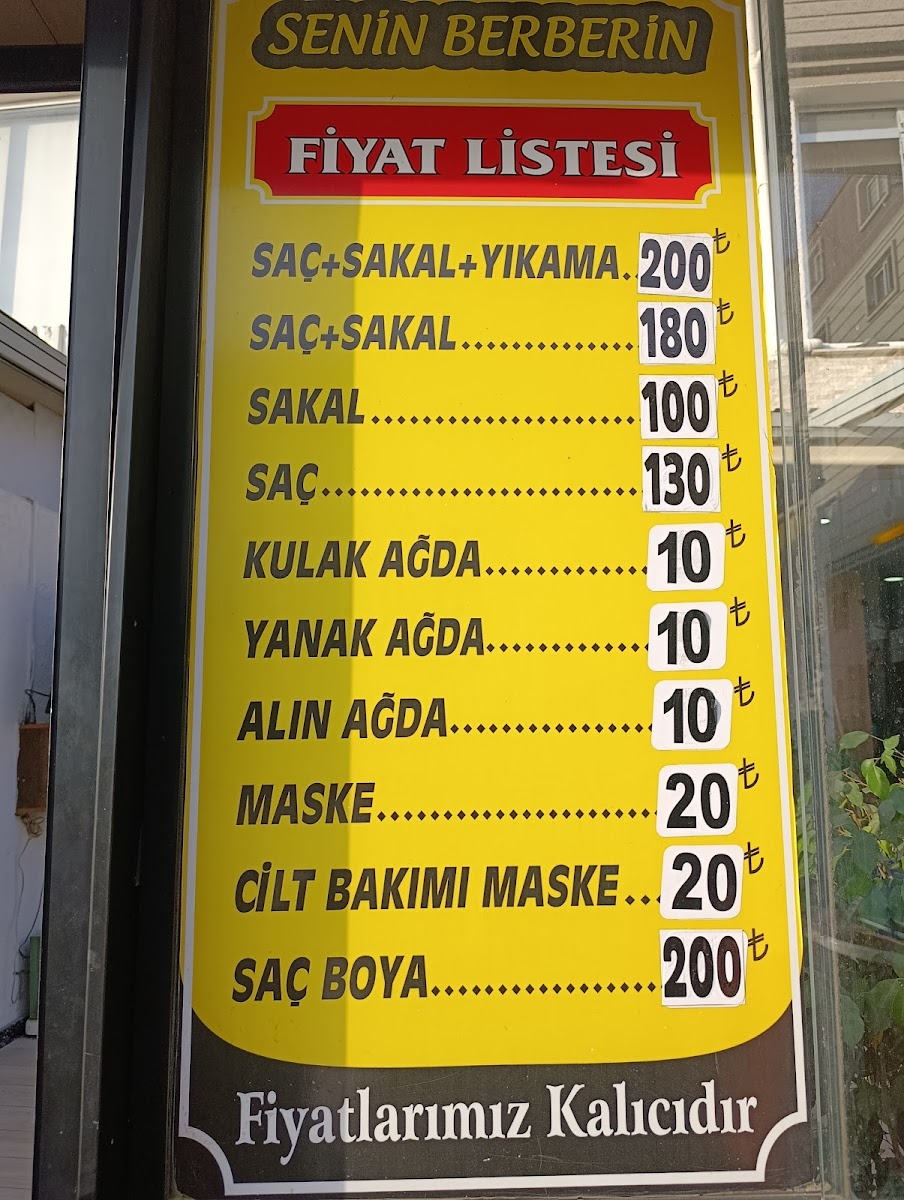 SENİN BERBERİN
FİYAT LİSTESİ
SAÇ+SAKAL+YIKAMA..200₺
SAÇ+SAKAL..............180₺
SAKAL.....................100₺
SAÇ.........................130₺
KULAK AĞDA.............10₺
YANAK AĞDA.............10₺
ALIN AĞDA................10₺
MASKE......................20₺
CİLT BAKIMI MASKE...20₺
SAÇ BOYA..................200₺
Fiyatlarımız Kalıcıdır